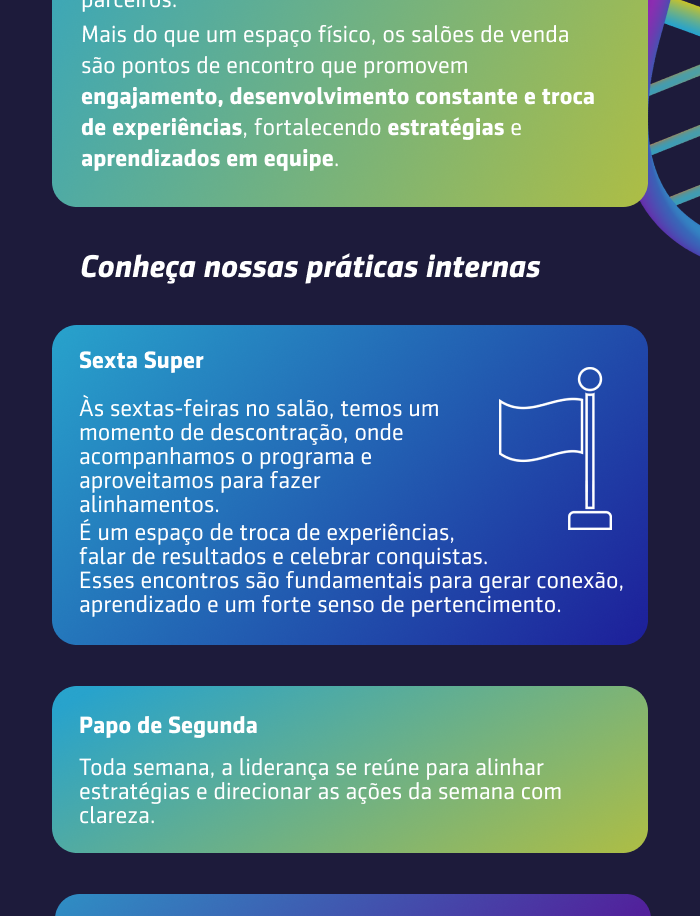 parceiros.
Mais do que um espaço físico, os salões de venda
são pontos de encontro que promovem
engajamento, desenvolvimento constante e troca
de experiências, fortalecendo estratégias e
aprendizados em equipe.
Conheça nossas práticas internas
Sexta Super
Às sextas-feiras no salão, temos um
momento de descontração, onde
acompanhamos o programa e
aproveitamos para fazer
alinhamentos.
É um espaço de troca de experiências,
falar de resultados e celebrar conquistas.
Esses encontros são fundamentais para gerar conexão,
aprendizado e um forte senso de pertencimento.
Papo de Segunda
Toda semana, a liderança se reúne para alinhar
estratégias e direcionar as ações da semana com
clareza.